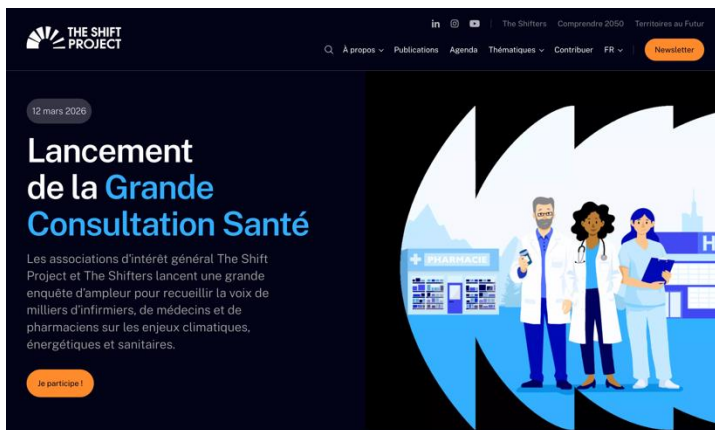 THE SHIFT
PROJECT
The Shifters Comprendre 2050 Territoires au Futur
À propos Publications Agenda Thématiques Contribuer FR Newsletter
12 mars 2026
Lancement
de la Grande
Consultation Santé
Les associations d'intérêt général The Shift
Project et The Shifters lancent une grande
enquête d'ampleur pour recueillir la voix de
milliers d'infirmiers, de médecins et de
pharmaciens sur les enjeux climatiques,
énergétiques et sanitaires.
Je participe !
PHARMACIE
H